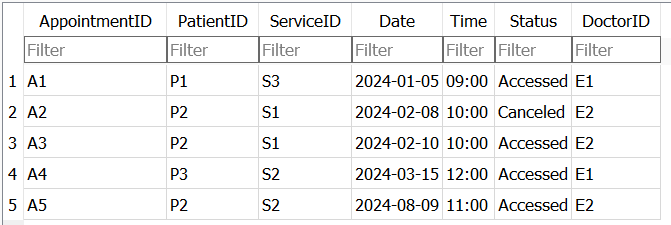 AppointmentID PatientID ServiceID Date Time Status DoctorID
Filter Filter Filter Filter Filter Filter Filter
1 A1 P1 S3 2024-01-05 09:00 Accessed E1
2 A2 P2 S1 2024-02-08 10:00 Canceled E2
3 A3 P2 S1 2024-02-10 10:00 Accessed E2
4 A4 P3 S2 2024-03-15 12:00 Accessed E1
5 A5 P2 S2 2024-08-09 11:00 Accessed E2